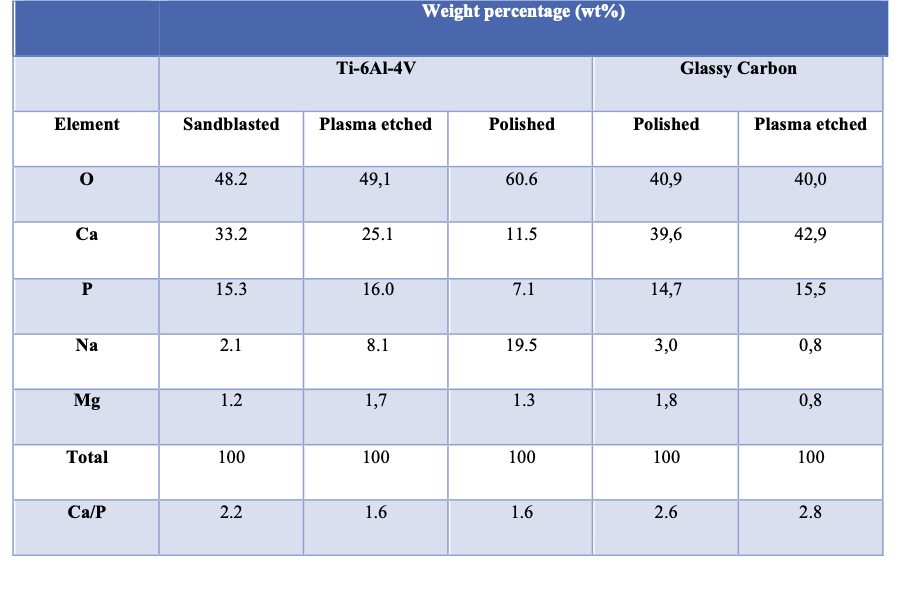 Weight percentage (wt%)
Ti-6Al-4V Glassy Carbon
Element Sandblasted Plasma etched Polished Polished Plasma etched
O 48.2 49,1 60.6 40,9 40,0
Ca 33.2 25.1 11.5 39,6 42,9
P 15.3 16.0 7.1 14,7 15,5
Na 2.1 8.1 19.5 3,0 0,8
Mg 1.2 1,7 1.3 1,8 0,8
Total 100 100 100 100 100
Ca/P 2.2 1.6 1.6 2.6 2.8